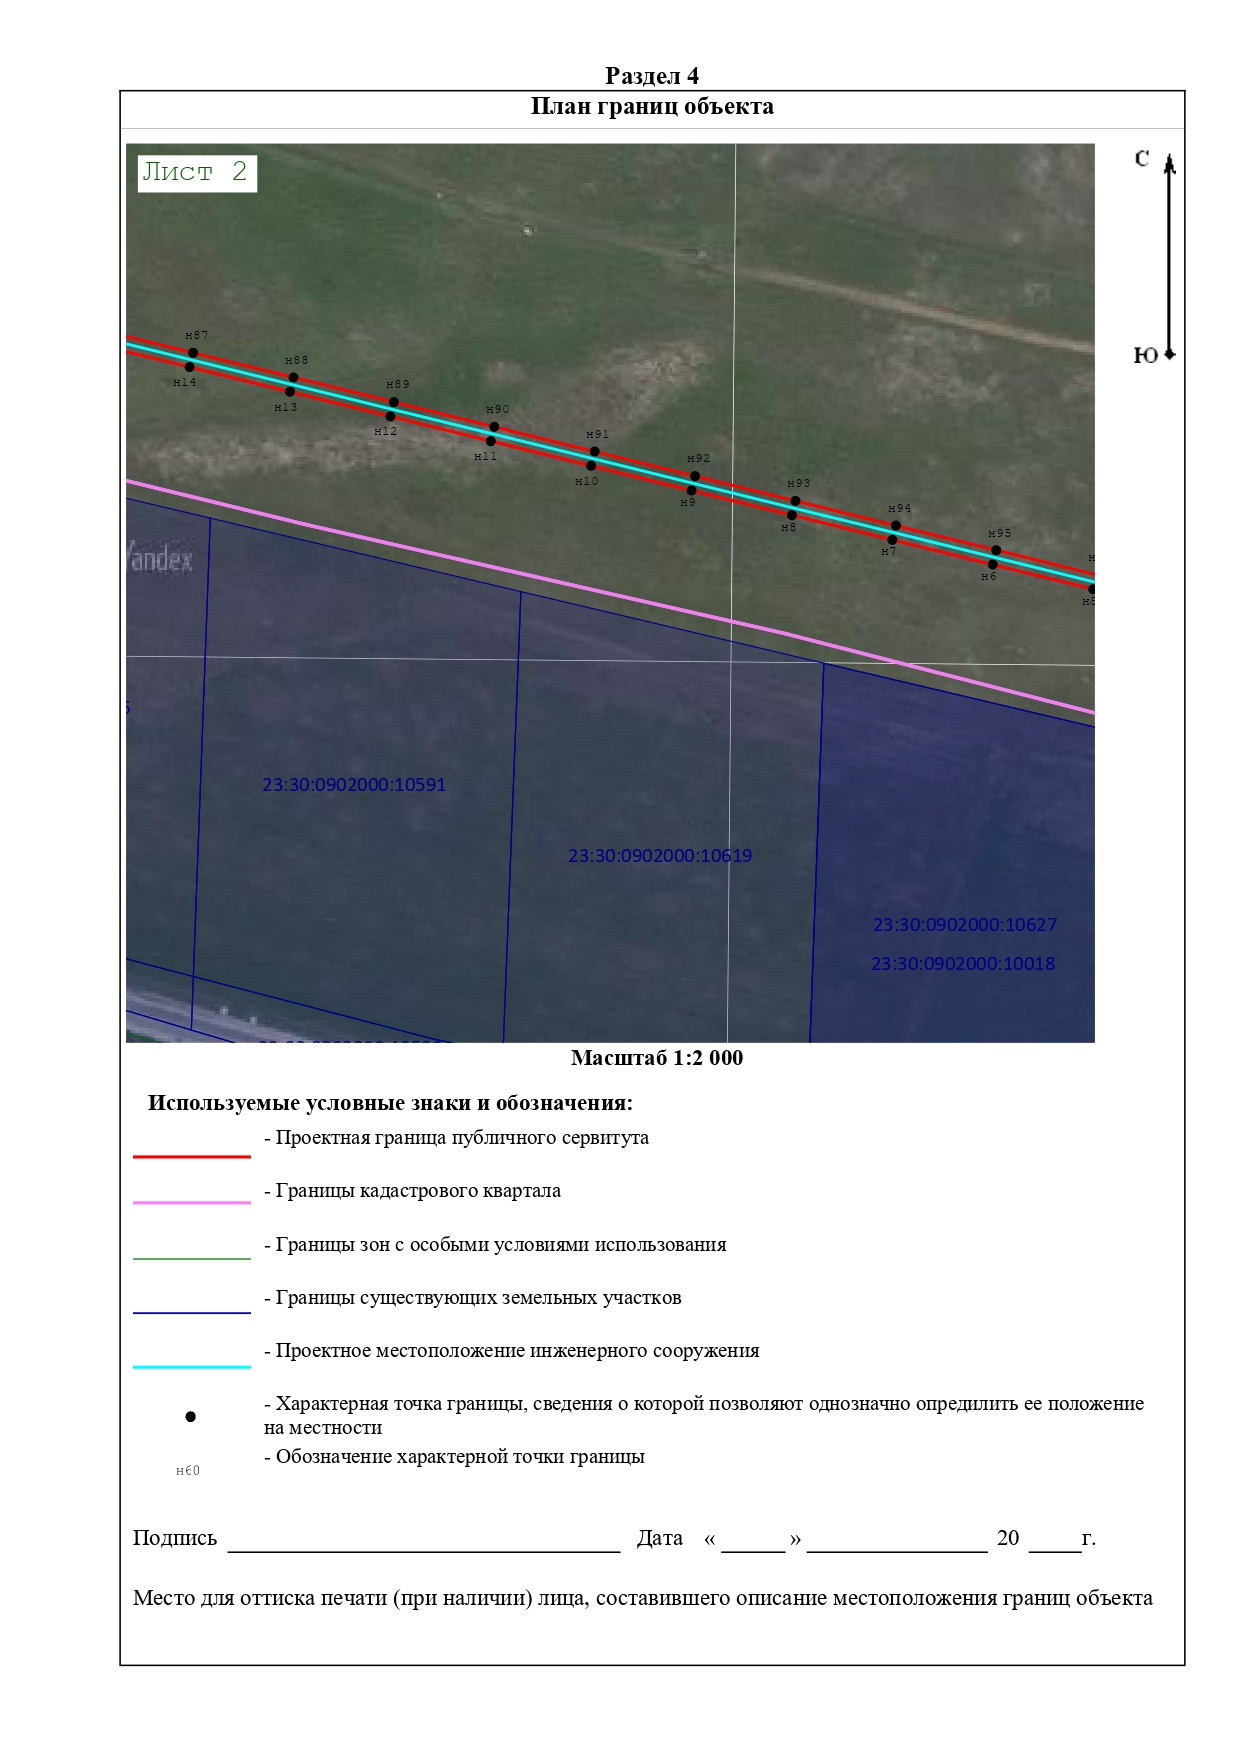 Раздел 4
План границ объекта
Лист 2
С
Ю
н87
н88
н14
н89
н13
н90
н12
н91
н11
н92
н10
н93
н9
н94
н8
н95
н7
н6
н
н5
Yandex
23:30:0902000:10591
23:30:0902000:10619
23:30:0902000:10627
23:30:0902000:10018
Масштаб 1:2 000
Используемые условные знаки и обозначения:
- Проектная граница публичного сервитута
- Границы кадастрового квартала
- Границы зон с особыми условиями использования
- Границы существующих земельных участков
- Проектное местоположение инженерного сооружения
- Характерная точка границы, сведения о которой позволяют однозначно опредилить ее положение
на местности
- Обозначение характерной точки границы
н60
Подпись ____ Дата « ____ » ____ 20 ____ г.
Место для оттиска печати (при наличии) лица, составившего описание местоположения границ объекта